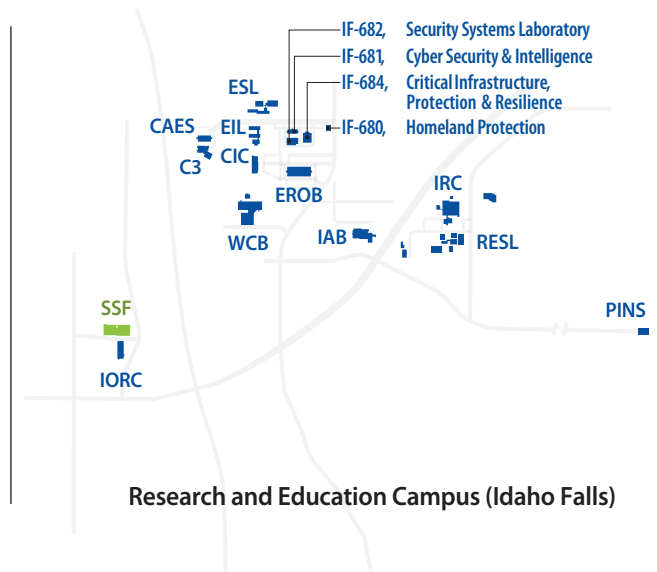 IF-682, Security Systems Laboratory
IF-681, Cyber Security & Intelligence
IF-684, Critical Infrastructure,
Protection & Resilience
IF-680, Homeland Protection
ESL
CAES
EIL
C3
CIC
EROB
IRC
WCB
IAB
RESL
SSF
PINS
IORC
Research and Education Campus (Idaho Falls)